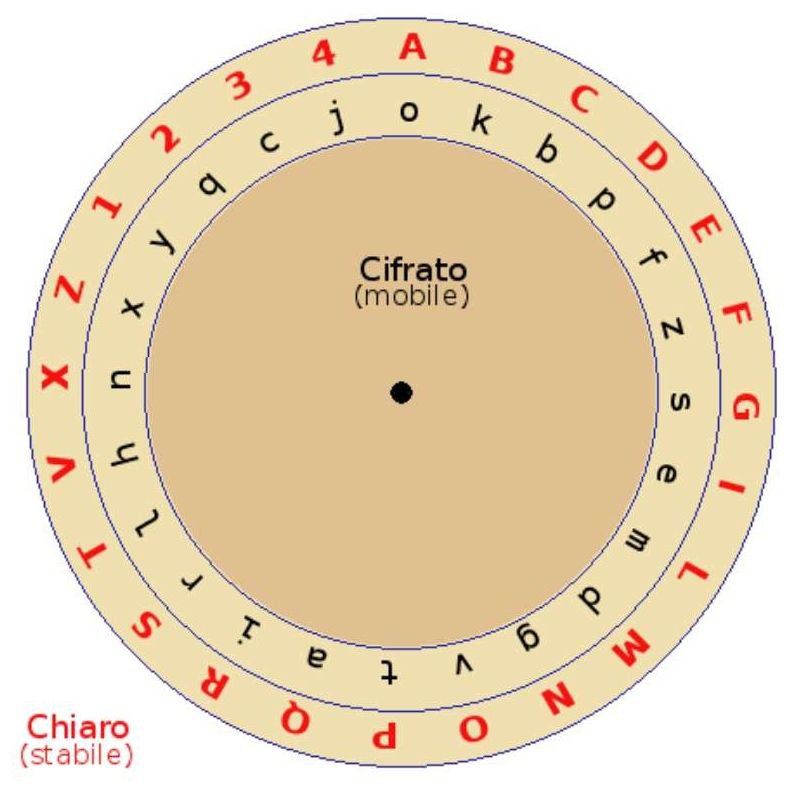 A B C D E F G I L M N O P Q R S T V X Z 1 2 3 4
o k b p f z s e m d g v t a i r l h n x y q c j
Cifrato
(mobile)
Chiaro
(stabile)